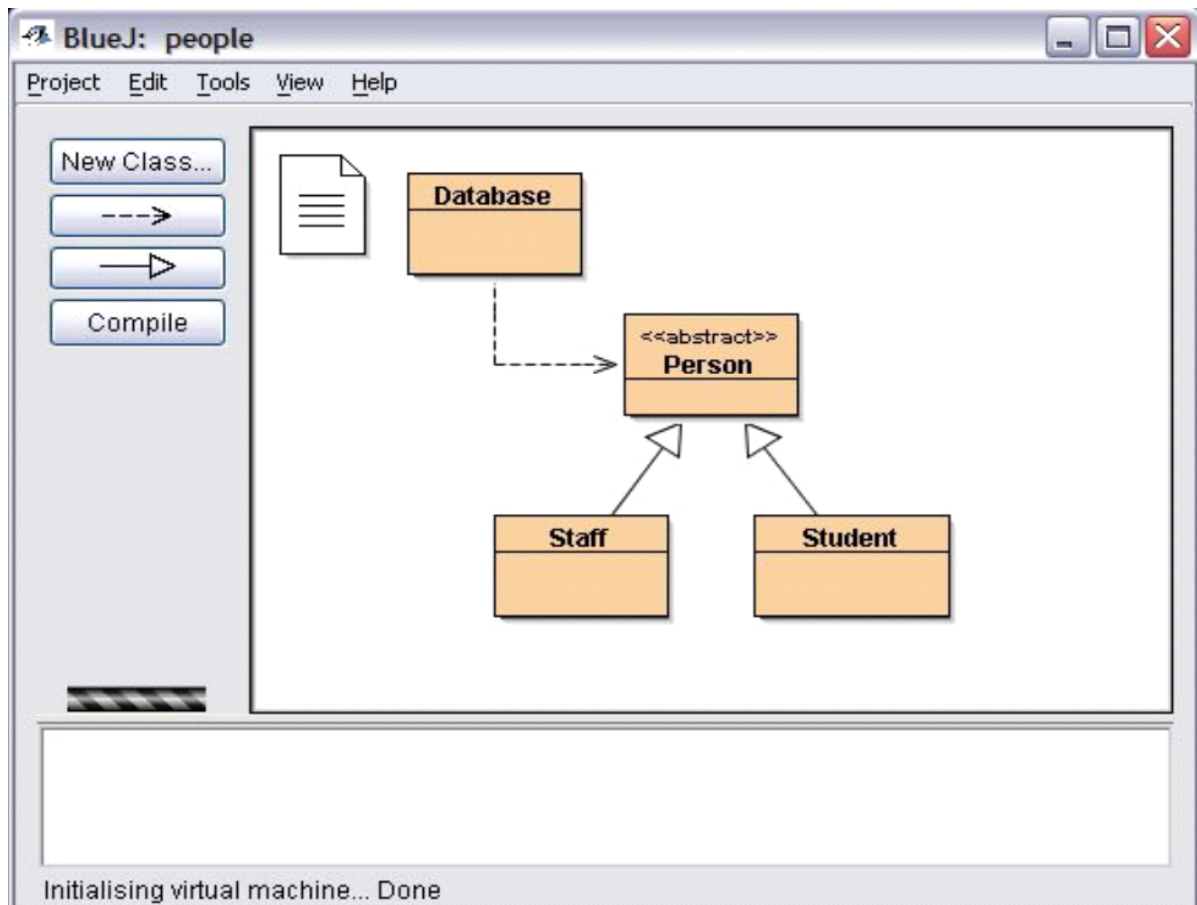 BlueJ: people
Project Edit Tools View Help
New Class...
Compile
Database
<<abstract>>
Person
Staff
Student
Initialising virtual machine... Done